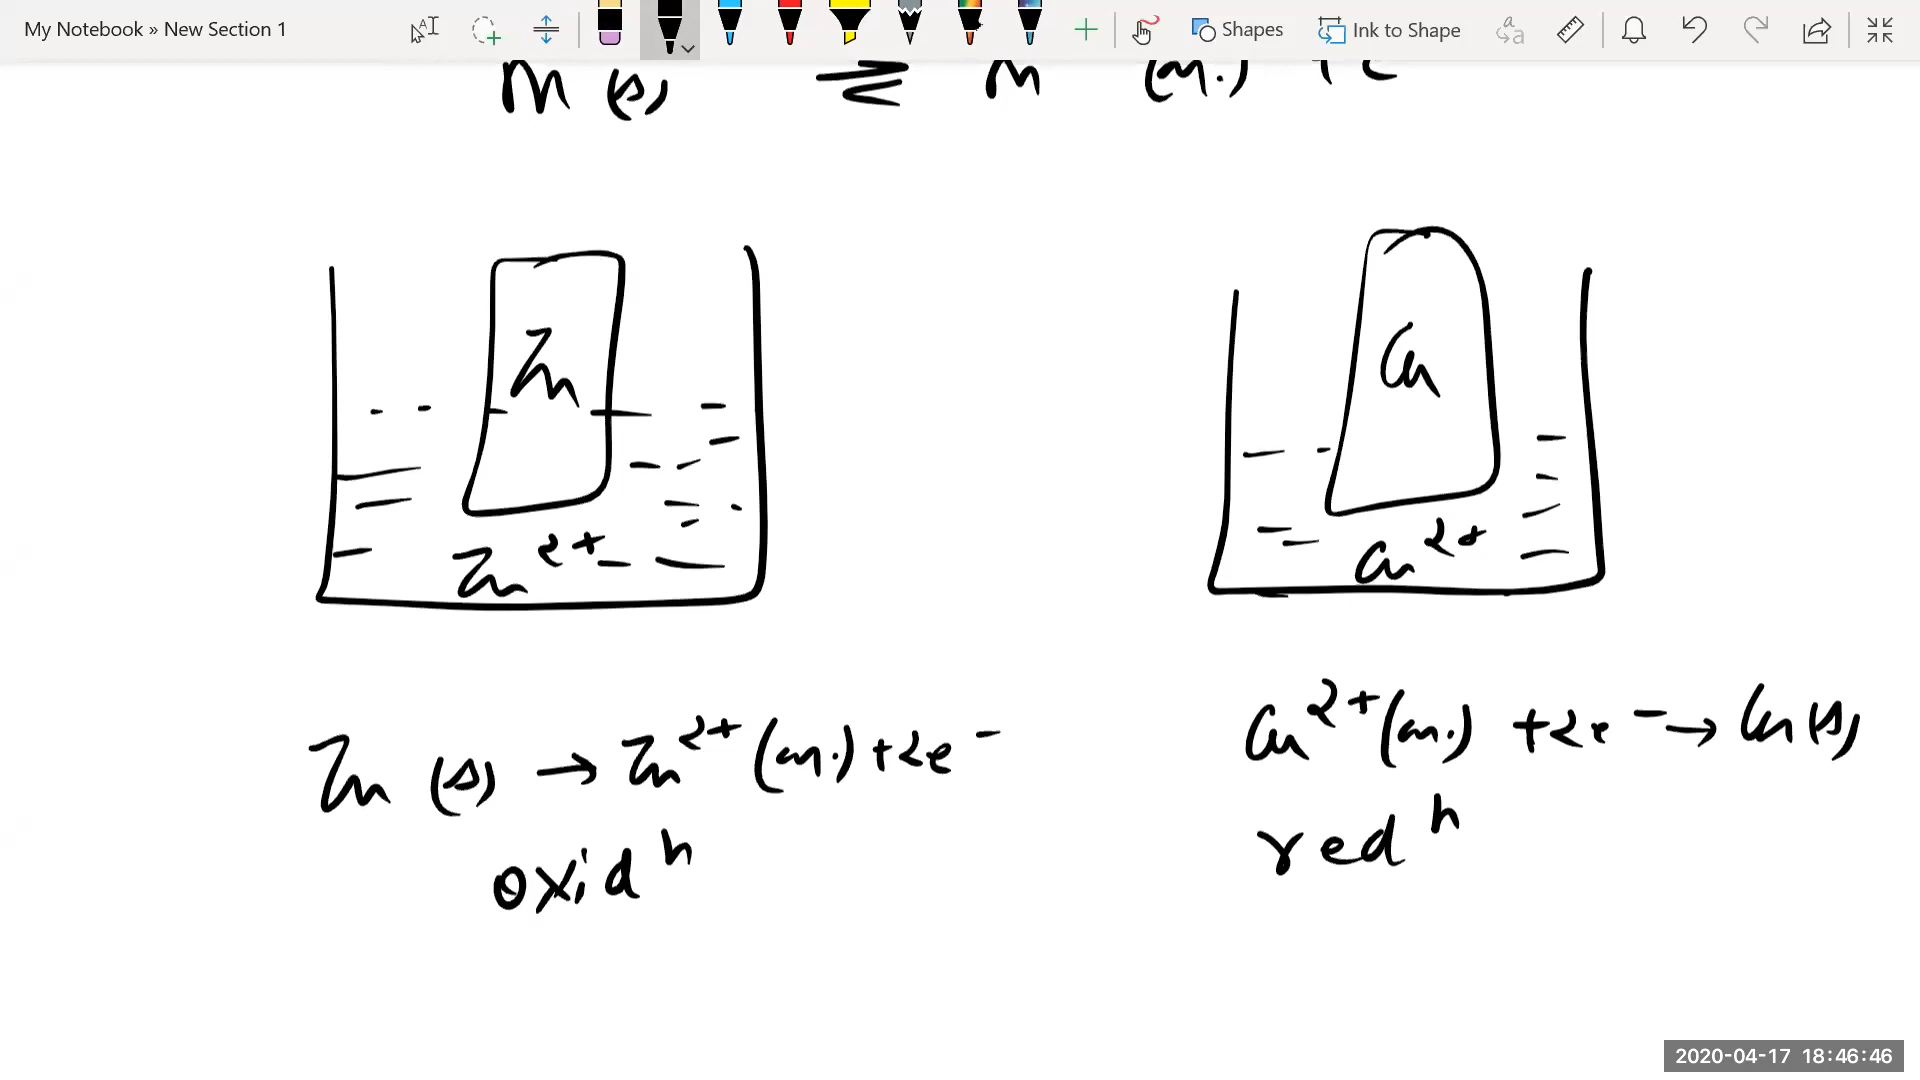 My Notebook » New Section 1
Shapes
Ink to Shape
M (s) ⇌ M (aq.) + e
Zn
Cu
Zn²⁺
Cu²⁺
Zn (s) → Zn²⁺ (aq.) + 2e⁻
Cu²⁺ (aq.) + 2e⁻ → Cu (s)
oxidⁿ
redⁿ
2020-04-17 18:46:46